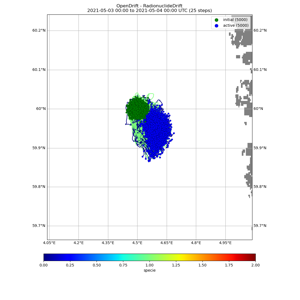 OpenDrift - RadionuclideDrift
2021-05-03 00:00 to 2021-05-04 00:00 UTC (25 steps)
initial (5000)
active (5000)
60.2°N
60.2°N
60.1°N
60.1°N
60°N
60°N
59.9°N
59.9°N
59.8°N
59.8°N
59.7°N
59.7°N
4.05°E 4.2°E 4.35°E 4.5°E 4.65°E 4.8°E 4.95°E
0.00 0.25 0.50 0.75 1.00 1.25 1.50 1.75 2.00
specie